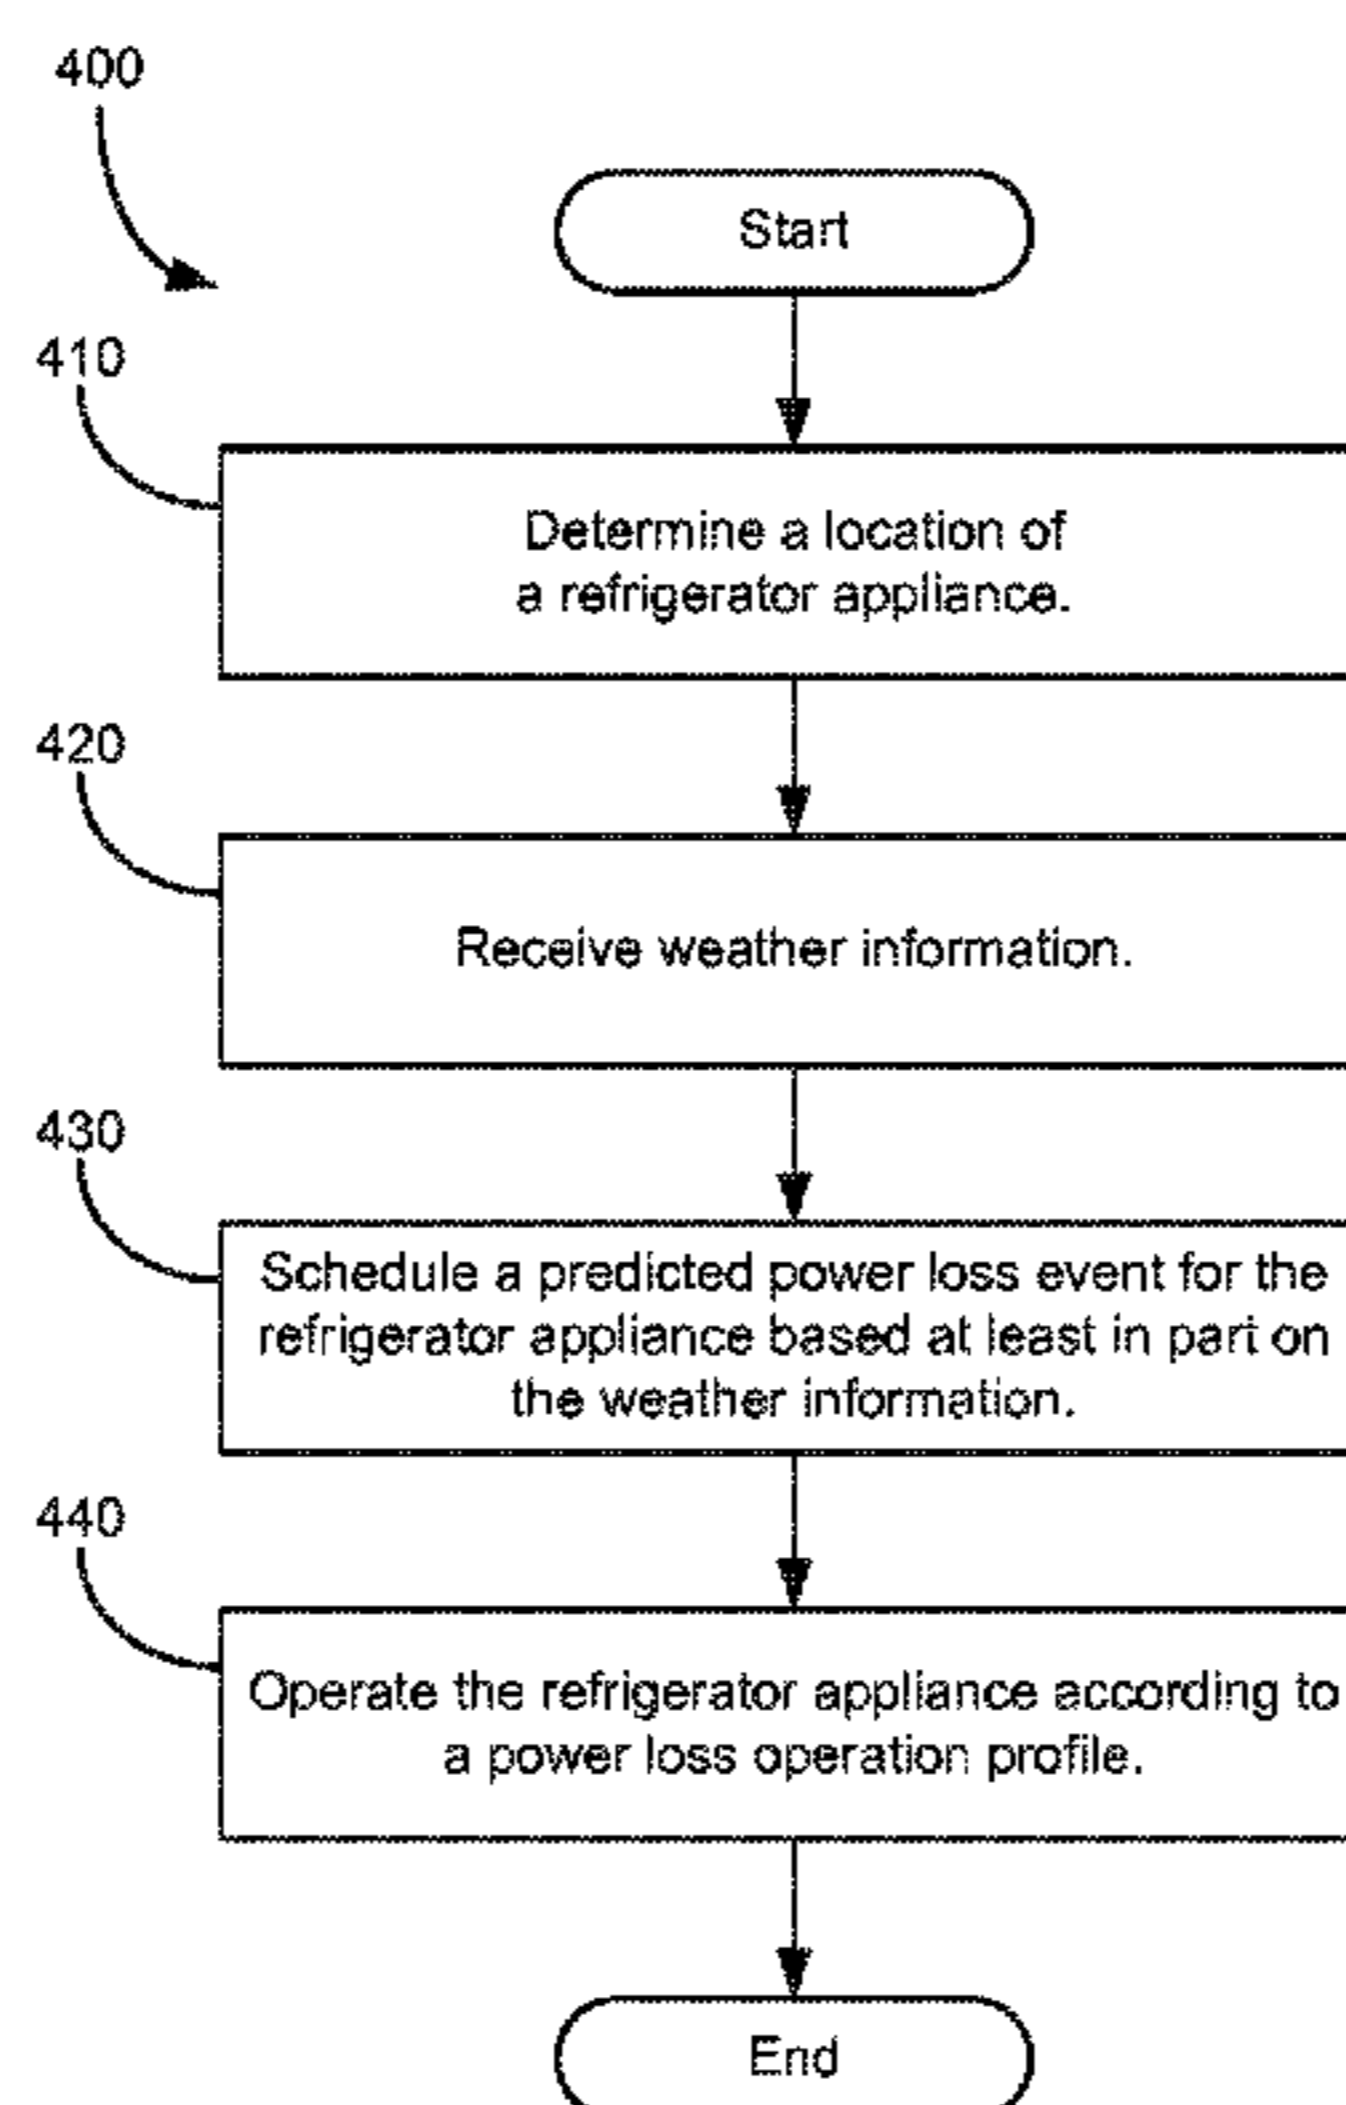 400
Start
410
Determine a location of
a refrigerator appliance.
420
Receive weather information.
430
Schedule a predicted power loss event for the
refrigerator appliance based at least in part on
the weather information.
440
Operate the refrigerator appliance according to
a power loss operation profile.
End